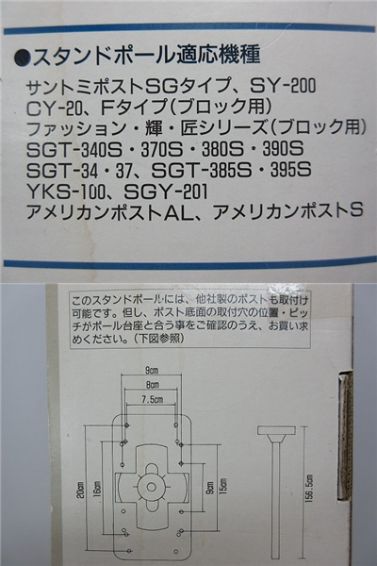 ●スタンドポール適応機種
サントミポストSGタイプ、SY-200
CY-20、Fタイプ(ブロック用)
ファッション・輝・匠シリーズ(ブロック用)
SGT-340S・370S・380S・390S
SGT-34・37、SGT-385S・395S
YKS-100、SGY-201
アメリカンポストAL、アメリカンポストS
このスタンドポールには、他社製のポストも取付け
可能です。但し、ポスト底面の取付穴の位置・ピッ
チがポール台座と合う事をご確認のうえ、お買い求
めください。(下図参照)
9cm
8cm
7.5cm
20cm
16cm
9cm
15cm
156.5cm